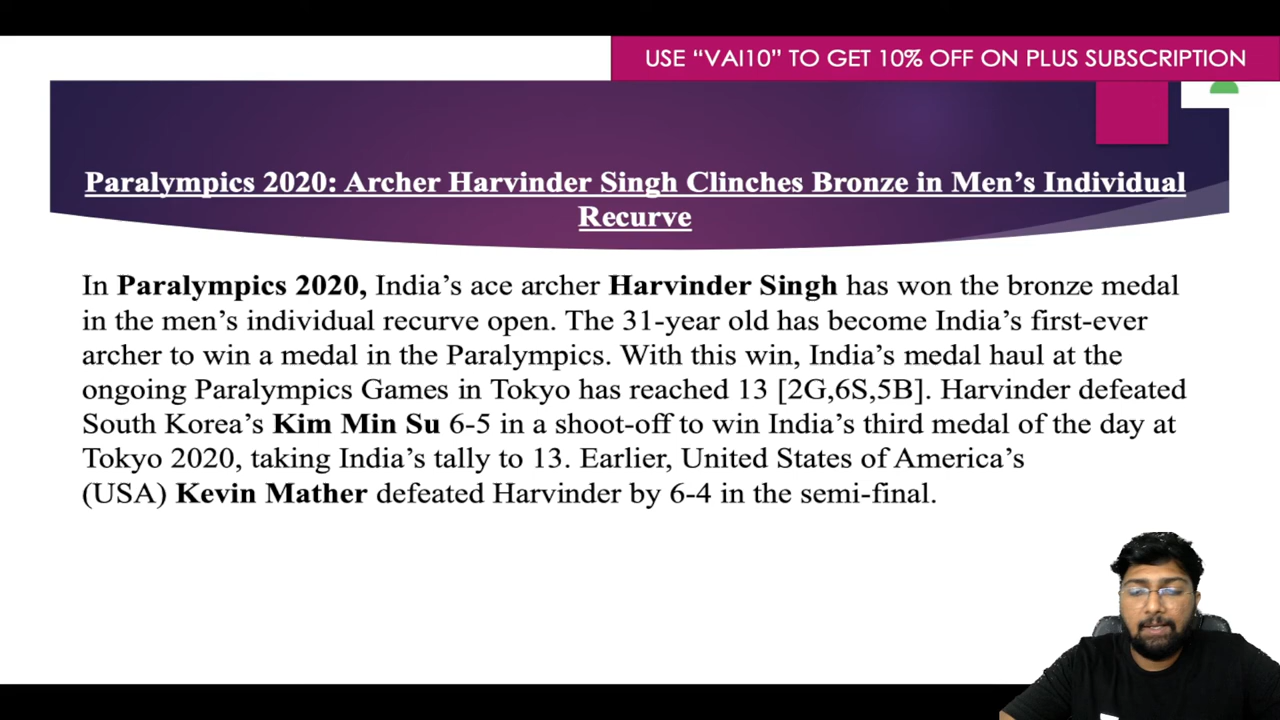 USE “VAI10” TO GET 10% OFF ON PLUS SUBSCRIPTION
Paralympics 2020: Archer Harvinder Singh Clinches Bronze in Men’s Individual
Recurve
In Paralympics 2020, India’s ace archer Harvinder Singh has won the bronze medal
in the men’s individual recurve open. The 31-year old has become India’s first-ever
archer to win a medal in the Paralympics. With this win, India’s medal haul at the
ongoing Paralympics Games in Tokyo has reached 13 [2G,6S,5B]. Harvinder defeated
South Korea’s Kim Min Su 6-5 in a shoot-off to win India’s third medal of the day at
Tokyo 2020, taking India’s tally to 13. Earlier, United States of America’s
(USA) Kevin Mather defeated Harvinder by 6-4 in the semi-final.